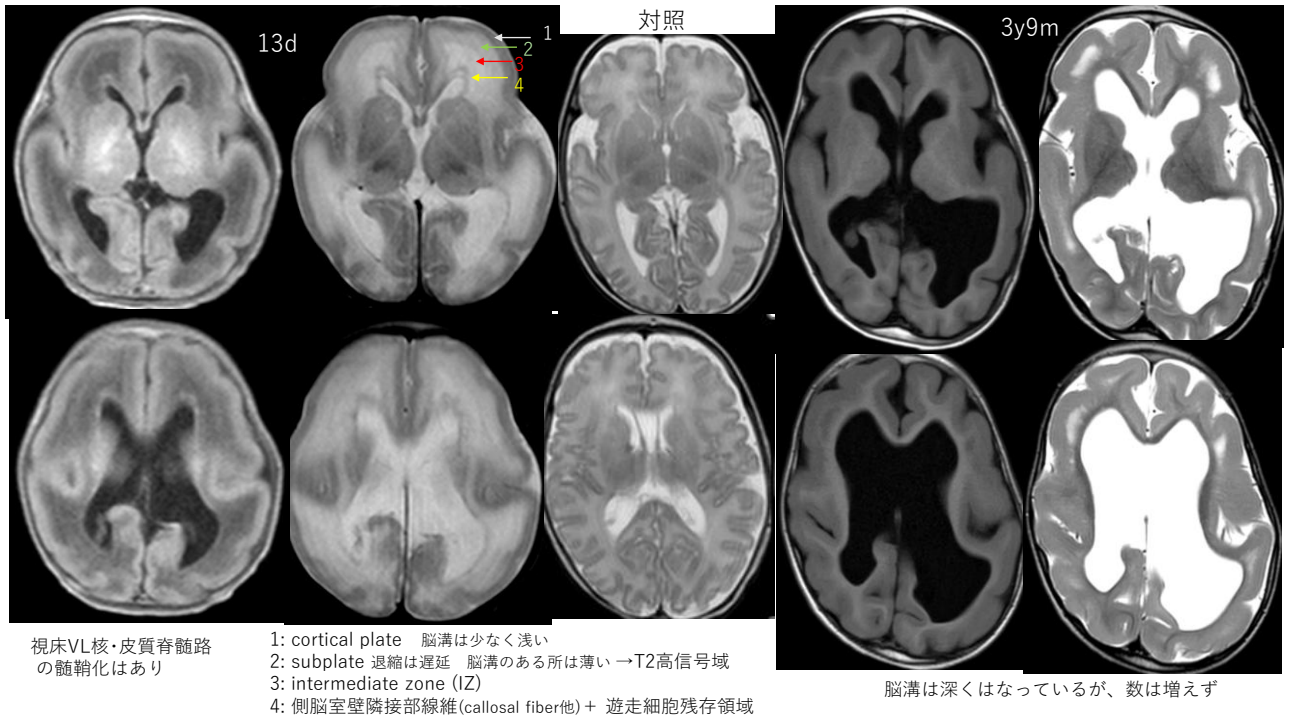 13d
対照
3y9m
1
2
3
4
視床VL核・皮質脊髄路
の髄鞘化はあり
1: cortical plate 脳溝は少なく浅い
2: subplate 退縮は遅延 脳溝のある所は薄い →T2高信号域
3: intermediate zone (IZ)
4: 側脳室壁隣接部線維(callosal fiber他)+ 遊走細胞残存領域
脳溝は深くはなっているが、数は増えず